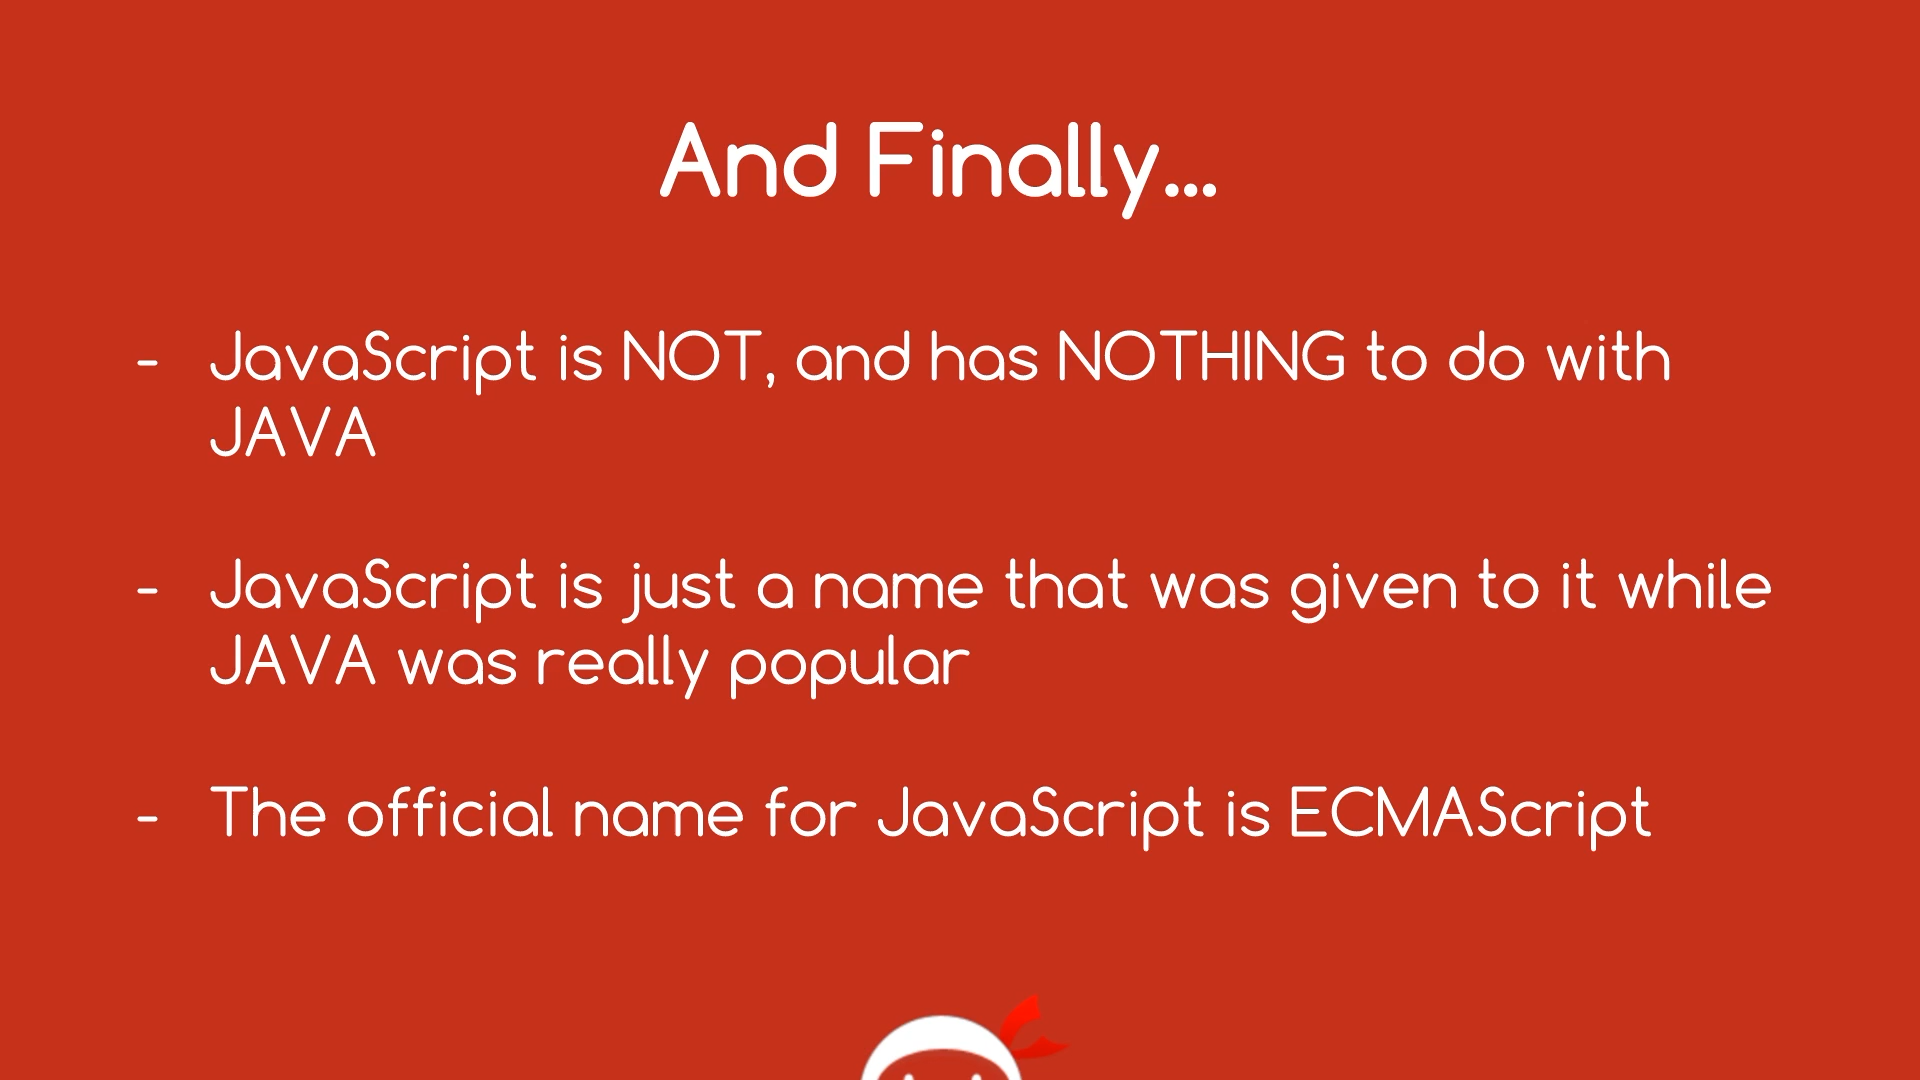 And Finally...
- JavaScript is NOT, and has NOTHING to do with
JAVA
- JavaScript is just a name that was given to it while
JAVA was really popular
- The official name for JavaScript is ECMAScript